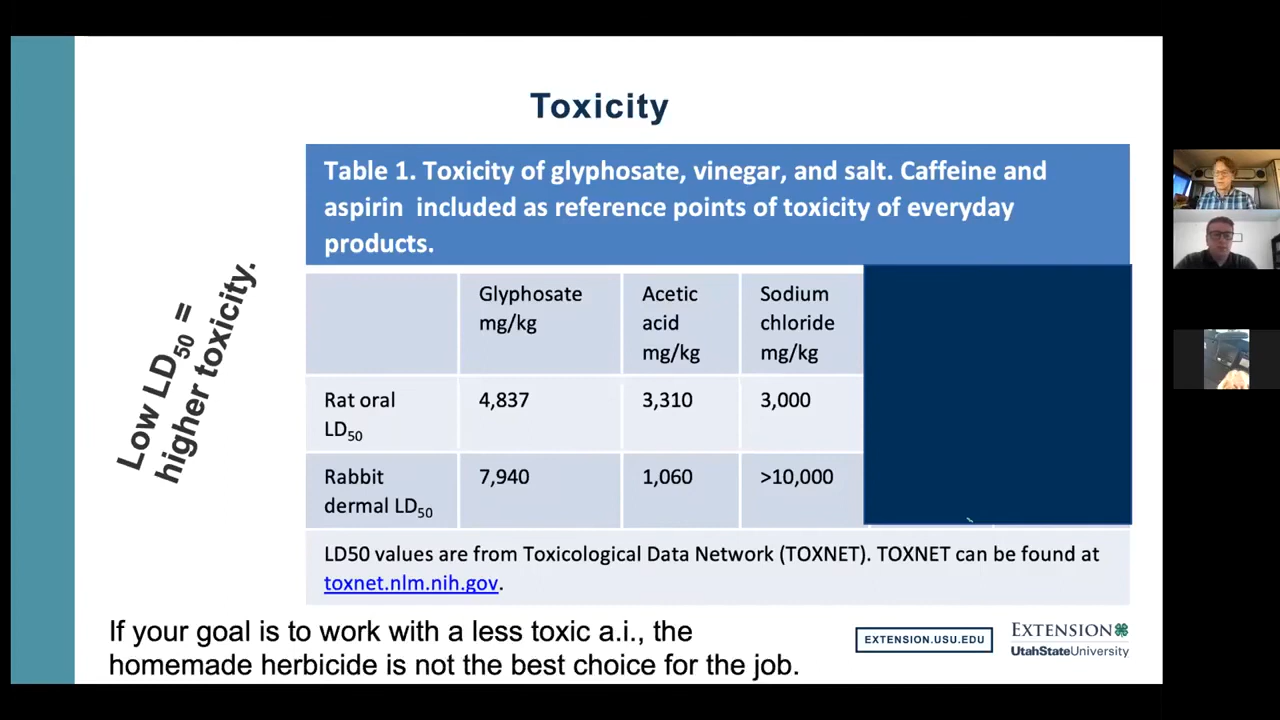 Toxicity
Table 1. Toxicity of glyphosate, vinegar, and salt. Caffeine and
aspirin included as reference points of toxicity of everyday
products.
Low LD50 =
higher toxicity.
Glyphosate
mg/kg
Acetic
acid
mg/kg
Sodium
chloride
mg/kg
Rat oral
LD50
4,837
3,310
3,000
Rabbit
dermal LD50
7,940
1,060
>10,000
LD50 values are from Toxicological Data Network (TOXNET). TOXNET can be found at
toxnet.nlm.nih.gov.
If your goal is to work with a less toxic a.i., the
homemade herbicide is not the best choice for the job.
EXTENSION.USU.EDU
EXTENSION
UtahStateUniversity